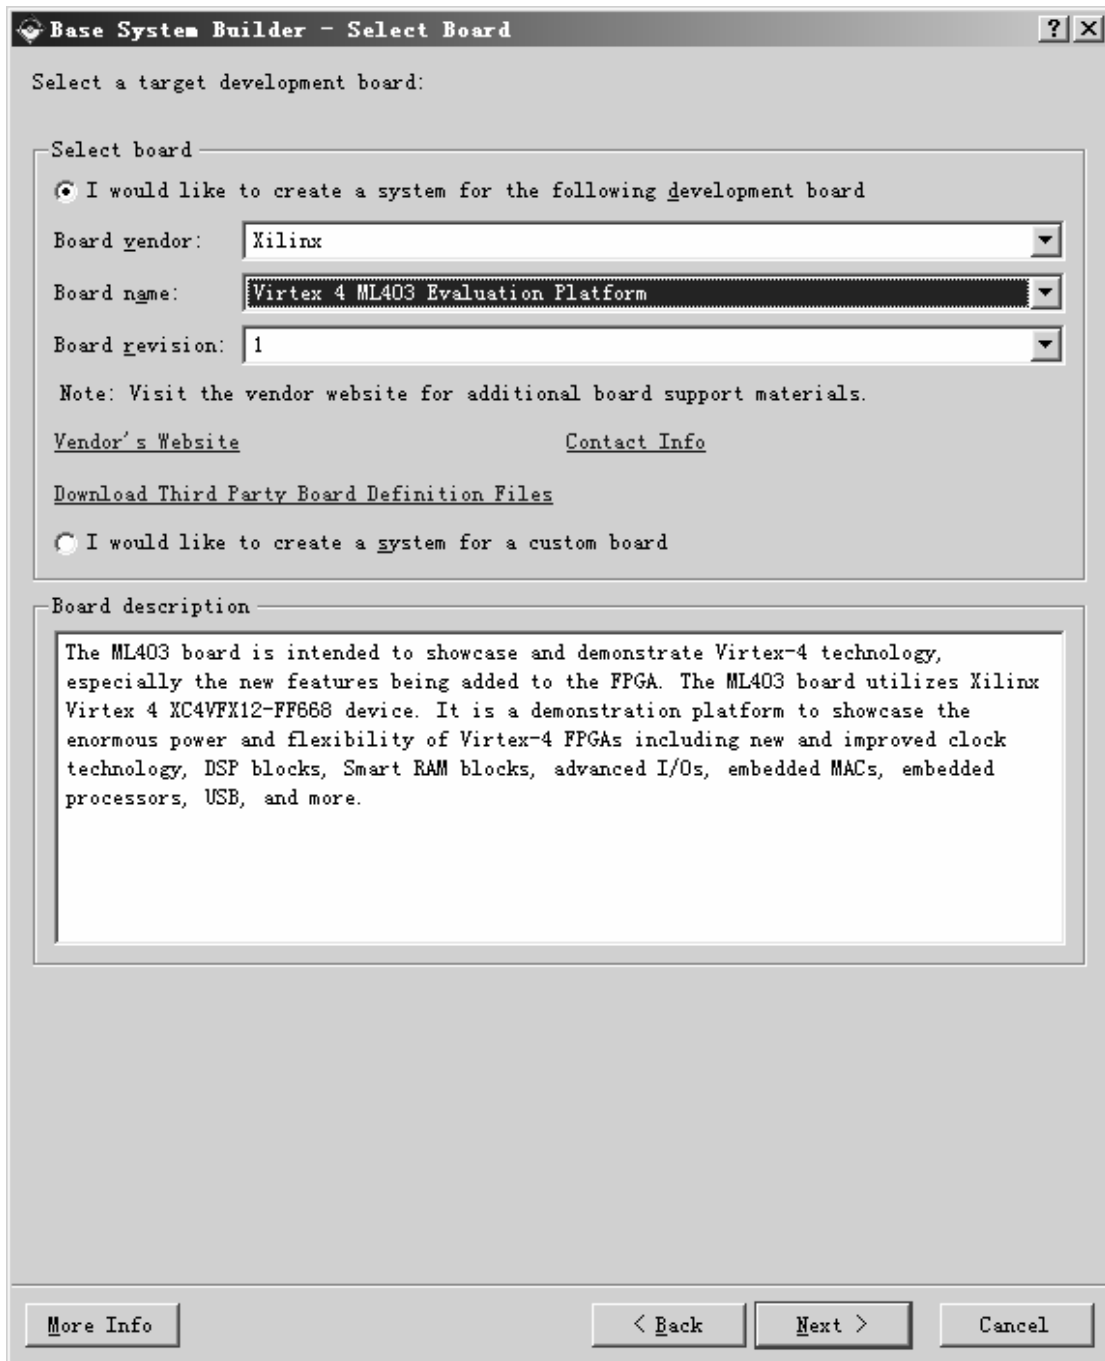 Base System Builder - Select Board
Select a target development board:
Select board
I would like to create a system for the following development board
Board vendor: Xilinx
Board name: Virtex 4 ML403 Evaluation Platform
Board revision: 1
Note: Visit the vendor website for additional board support materials.
Vendor's Website Contact Info
Download Third Party Board Definition Files
I would like to create a system for a custom board
Board description
The ML403 board is intended to showcase and demonstrate Virtex-4 technology,
especially the new features being added to the FPGA. The ML403 board utilizes Xilinx
Virtex 4 XC4VFX12-FF668 device. It is a demonstration platform to showcase the
enormous power and flexibility of Virtex-4 FPGAs including new and improved clock
technology, DSP blocks, Smart RAM blocks, advanced I/Os, embedded MACs, embedded
processors, USB, and more.
More Info < Back Next > Cancel